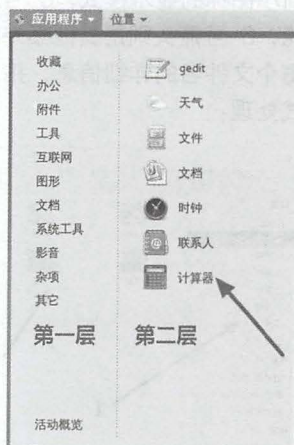 应用程序 位置
收藏
办公
附件
工具
互联网
图形
文档
系统工具
影音
杂项
其它
gedit
天气
文件
文档
时钟
联系人
计算器
第一层 第二层
活动概览